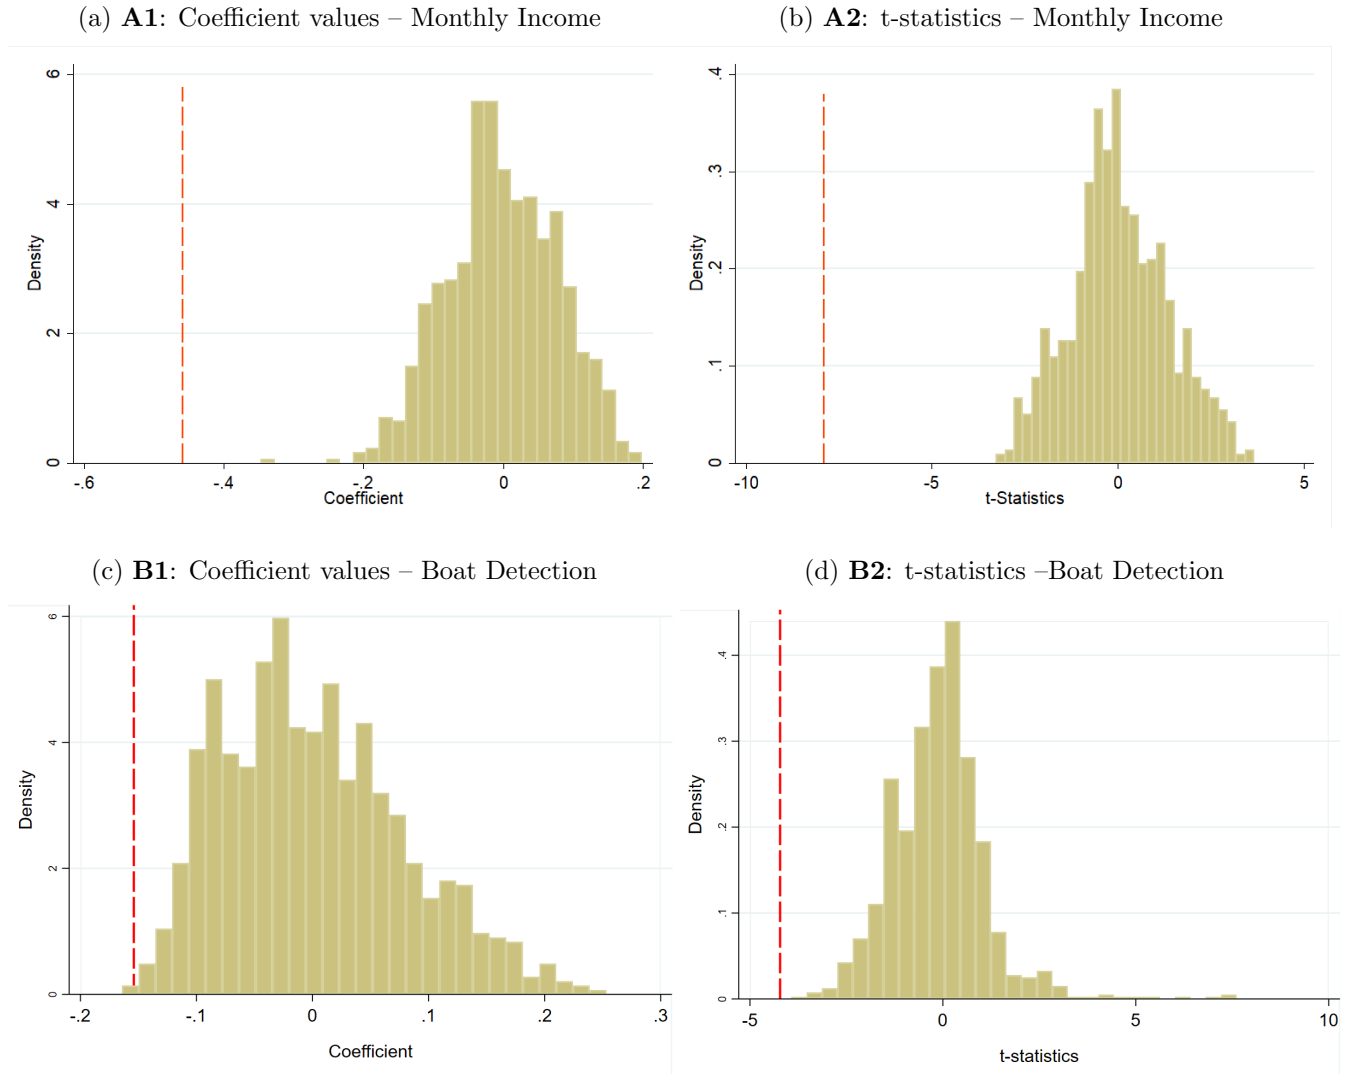 (a) A1: Coefficient values – Monthly Income
6
4
2
0
Density
-.6 -.4 -.2 0 .2
Coefficient
(b) A2: t-statistics – Monthly Income
.4
.3
.2
.1
0
Density
-10 -5 0 5
t-Statistics
(c) B1: Coefficient values – Boat Detection
6
4
2
0
Density
-.2 -.1 0 .1 .2 .3
Coefficient
(d) B2: t-statistics –Boat Detection
.4
.3
.2
.1
0
Density
-5 0 5 10
t-statistics